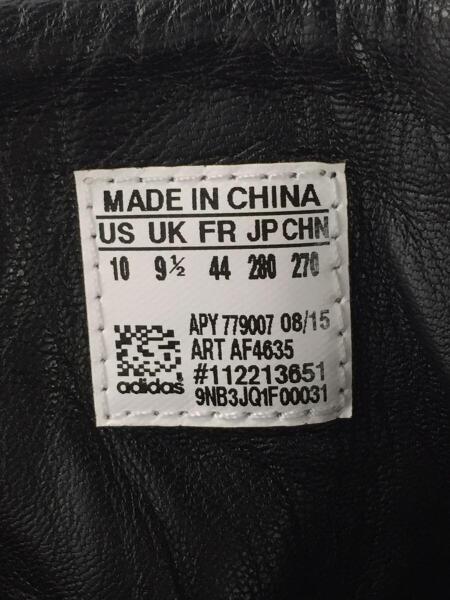 MADE IN CHINA
US UK FR JP CHN
10 9½ 44 280 270
APY 779007 08/15
ART AF4635
#112213651
9NB3JQ1F00031
adidas